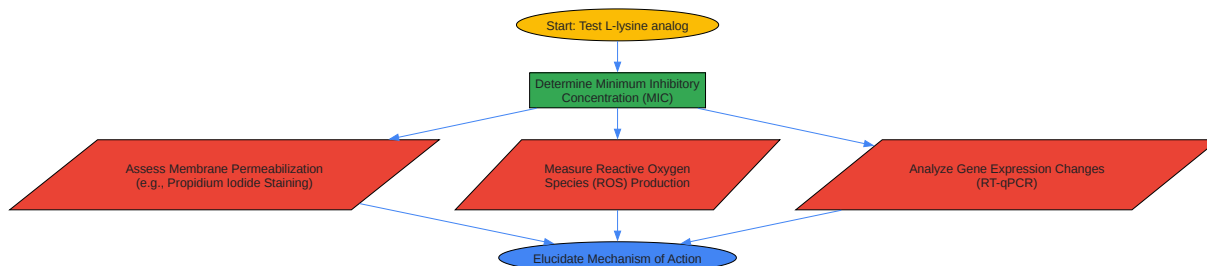 Start: Test L-lysine analog
Determine Minimum Inhibitory
Concentration (MIC)
Assess Membrane Permeabilization
(e.g., Propidium Iodide Staining)
Measure Reactive Oxygen
Species (ROS) Production
Analyze Gene Expression Changes
(RT-qPCR)
Elucidate Mechanism of Action